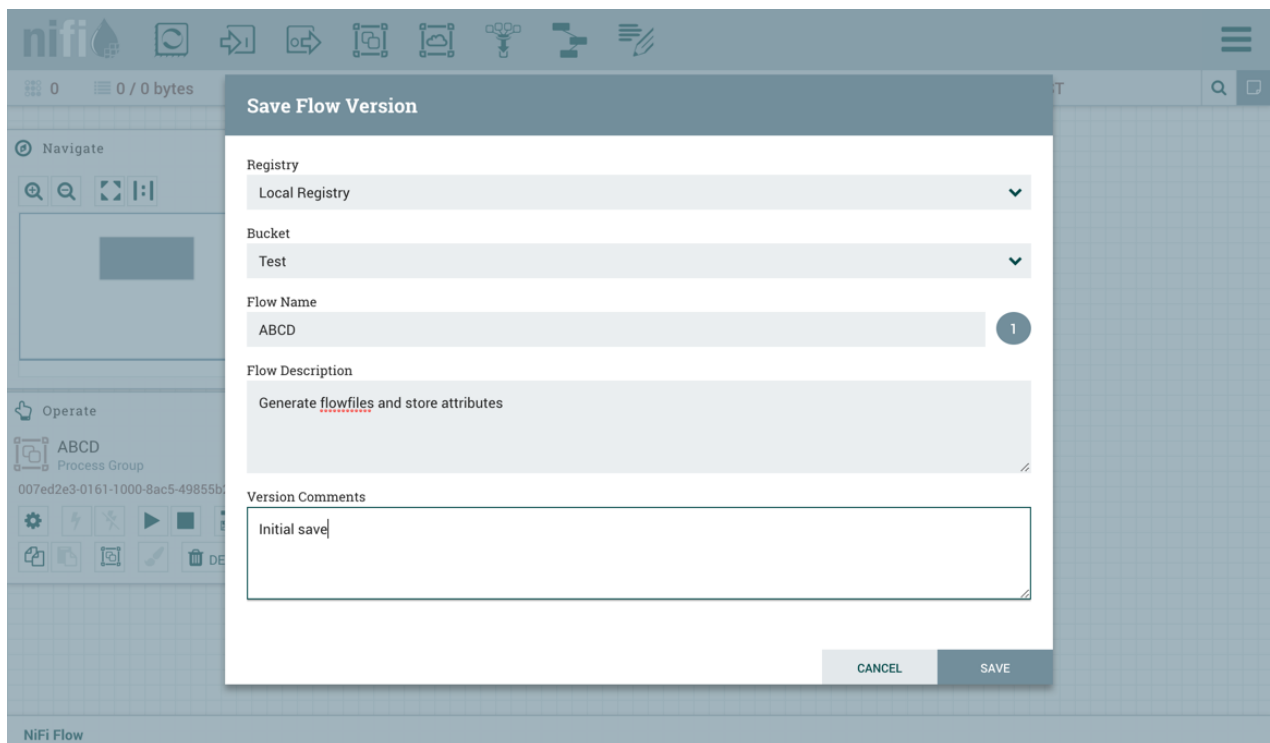 nifi
0
0 / 0 bytes
ST
Navigate
Operate
ABCD
Process Group
007ed2e3-0161-1000-8ac5-49855b
DE
Save Flow Version
Registry
Local Registry
Bucket
Test
Flow Name
ABCD
1
Flow Description
Generate flowfiles and store attributes
Version Comments
Initial save
CANCEL
SAVE
NiFi Flow